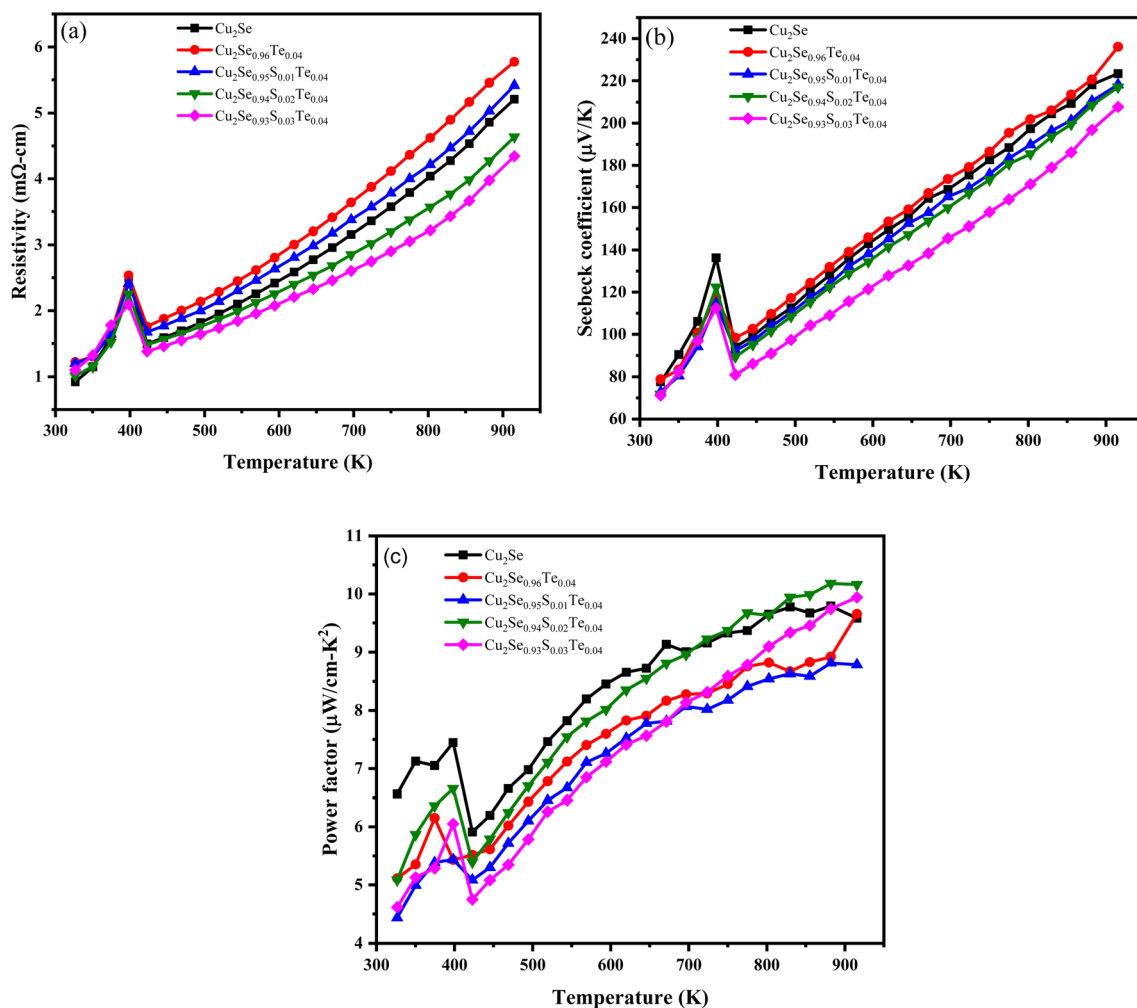 (a)
Cu₂Se
Cu₂Se₀.₉₆Te₀.₀₄
Cu₂Se₀.₉₅S₀.₀₁Te₀.₀₄
Cu₂Se₀.₉₄S₀.₀₂Te₀.₀₄
Cu₂Se₀.₉₃S₀.₀₃Te₀.₀₄
Resistivity (mΩ-cm)
6
5
4
3
2
1
300 400 500 600 700 800 900
Temperature (K)
(b)
Cu₂Se
Cu₂Se₀.₉₆Te₀.₀₄
Cu₂Se₀.₉₅S₀.₀₁Te₀.₀₄
Cu₂Se₀.₉₄S₀.₀₂Te₀.₀₄
Cu₂Se₀.₉₃S₀.₀₃Te₀.₀₄
Seebeck coefficient (μV/K)
240
220
200
180
160
140
120
100
80
60
300 400 500 600 700 800 900
Temperature (K)
(c)
Cu₂Se
Cu₂Se₀.₉₆Te₀.₀₄
Cu₂Se₀.₉₅S₀.₀₁Te₀.₀₄
Cu₂Se₀.₉₄S₀.₀₂Te₀.₀₄
Cu₂Se₀.₉₃S₀.₀₃Te₀.₀₄
Power factor (μW/cm-K²)
11
10
9
8
7
6
5
4
300 400 500 600 700 800 900
Temperature (K)